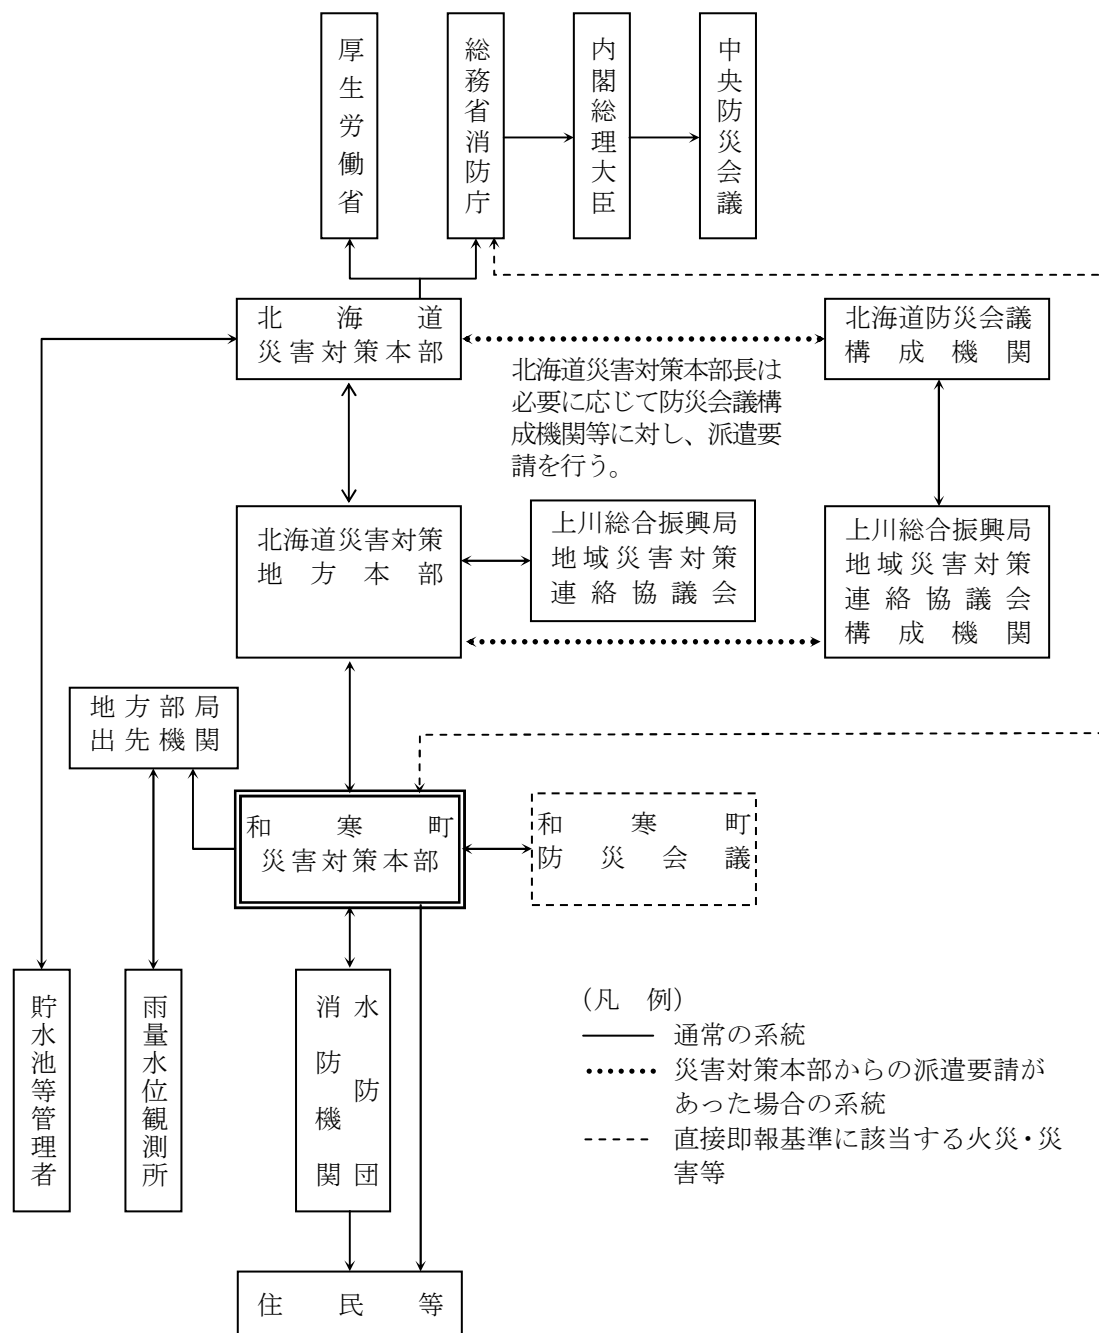 厚生労働省
総務省消防庁
内閣総理大臣
中央防災会議
北海道
災害対策本部
北海道防災会議
構成機関
北海道災害対策本部長は
必要に応じて防災会議構
成機関等に対し、派遣要
請を行う。
北海道災害対策
地方本部
上川総合振興局
地域災害対策
連絡協議会
上川総合振興局
地域災害対策
連絡協議会
構成機関
地方部局
出先機関
和寒町
災害対策本部
和寒町
防災会議
貯水池等管理者
雨量水位観測所
消防機関
水防団
(凡　例)
通常の系統
災害対策本部からの派遣要請が
あった場合の系統
直接即報基準に該当する火災・災
害等
住民等